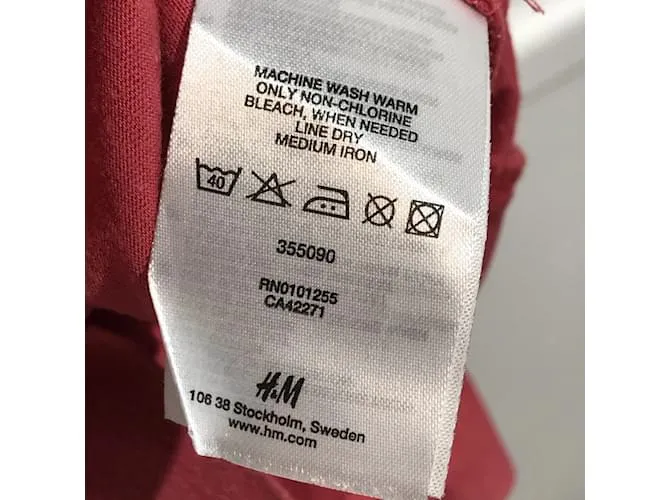 MACHINE WASH WARM
ONLY NON-CHLORINE
BLEACH, WHEN NEEDED
LINE DRY
MEDIUM IRON
40
355090
RN0101255
CA42271
H&M
106 38 Stockholm, Sweden
www.hm.com